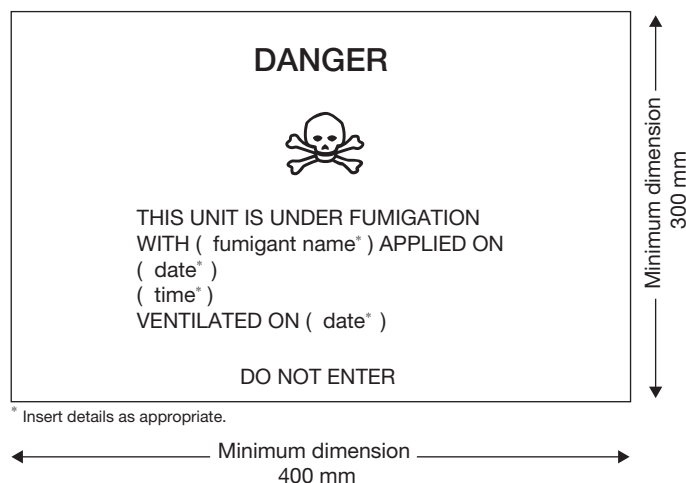 DANGER
THIS UNIT IS UNDER FUMIGATION
WITH ( fumigant name* ) APPLIED ON
( date* )
( time* )
VENTILATED ON ( date* )
DO NOT ENTER
* Insert details as appropriate.
Minimum dimension
400 mm
Minimum dimension
300 mm